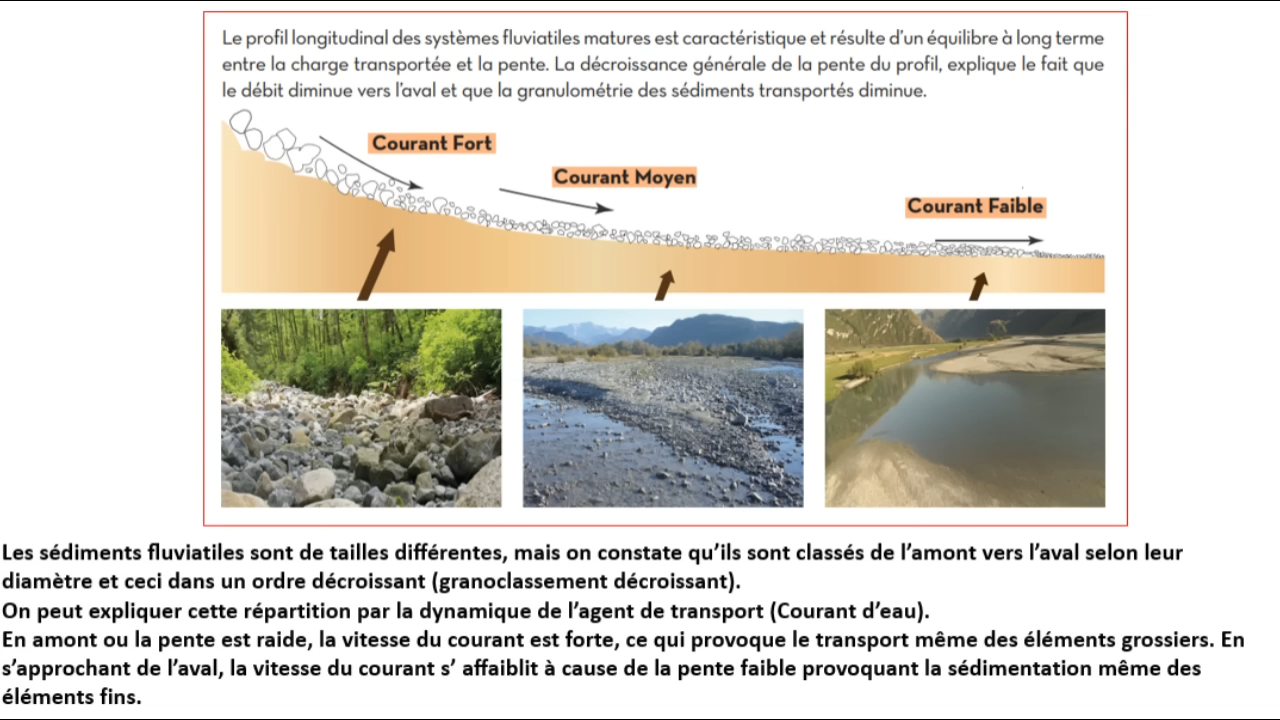 Le profil longitudinal des systèmes fluviatiles matures est caractéristique et résulte d'un équilibre à long terme
entre la charge transportée et la pente. La décroissance générale de la pente du profil, explique le fait que
le débit diminue vers l'aval et que la granulométrie des sédiments transportés diminue.
Courant Fort
Courant Moyen
Courant Faible
Les sédiments fluviatiles sont de tailles différentes, mais on constate qu'ils sont classés de l'amont vers l'aval selon leur
diamètre et ceci dans un ordre décroissant (granoclassement décroissant).
On peut expliquer cette répartition par la dynamique de l'agent de transport (Courant d'eau).
En amont ou la pente est raide, la vitesse du courant est forte, ce qui provoque le transport même des éléments grossiers. En
s'approchant de l'aval, la vitesse du courant s' affaiblit à cause de la pente faible provoquant la sédimentation même des
éléments fins.